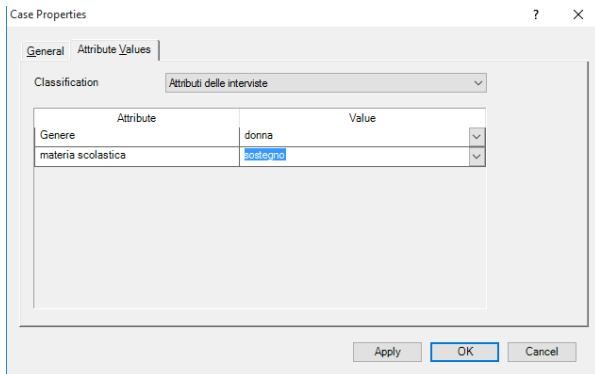 Case Properties ? ×
General Attribute Values
Classification Attributi delle interviste
Attribute Value
Genere donna
materia scolastica sostegno
Apply OK Cancel